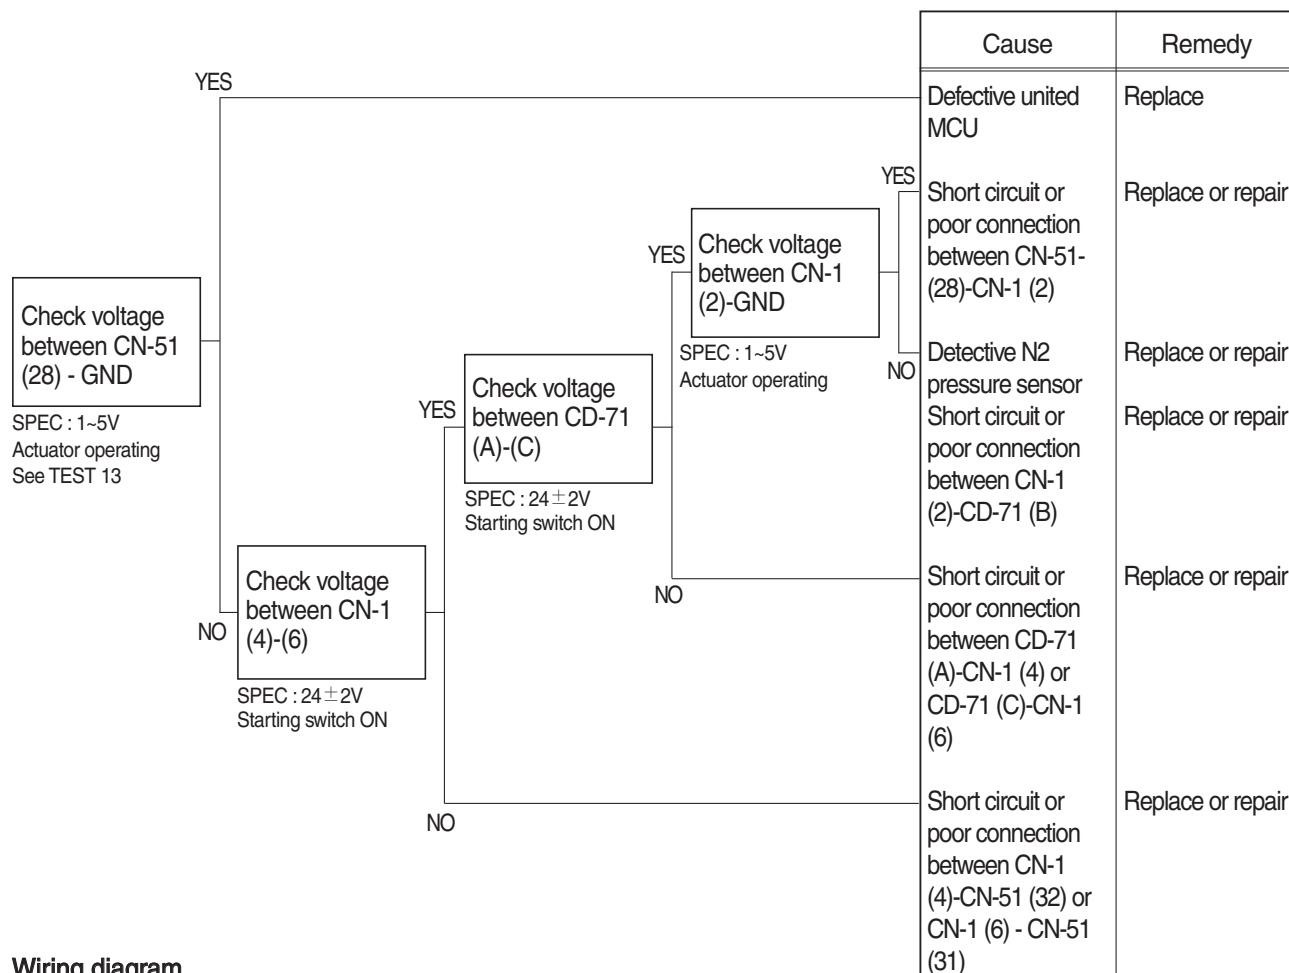 Cause
Remedy
YES
Defective united
MCU
Replace
YES
Short circuit or
poor connection
between CN-51-
(28)-CN-1 (2)
Replace or repair
YES
Check voltage
between CN-1
(2)-GND
SPEC : 1~5V
Actuator operating
NO
Detective N2
pressure sensor
Replace or repair
Short circuit or
poor connection
between CN-1
(2)-CD-71 (B)
Replace or repair
Check voltage
between CN-51
(28) - GND
SPEC : 1~5V
Actuator operating
See TEST 13
YES
Check voltage
between CD-71
(A)-(C)
SPEC : 24±2V
Starting switch ON
NO
Short circuit or
poor connection
between CD-71
(A)-CN-1 (4) or
CD-71 (C)-CN-1
(6)
Replace or repair
NO
Check voltage
between CN-1
(4)-(6)
SPEC : 24±2V
Starting switch ON
NO
Short circuit or
poor connection
between CN-1
(4)-CN-51 (32) or
CN-1 (6) - CN-51
(31)
Replace or repair
Wiring diagram